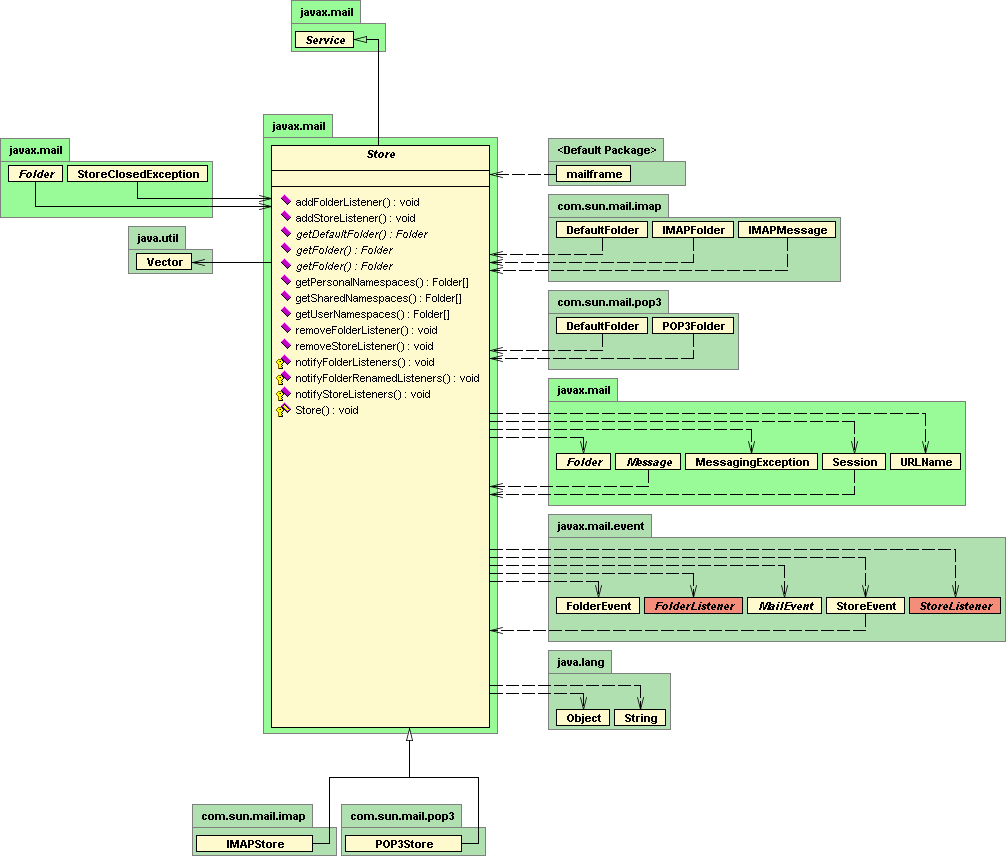 javax.mail
Service
javax.mail
Store
addFolderListener() : void
addStoreListener() : void
getDefaultFolder() : Folder
getFolder() : Folder
getFolder() : Folder
getPersonalNamespaces() : Folder[]
getSharedNamespaces() : Folder[]
getUserNamespaces() : Folder[]
removeFolderListener() : void
removeStoreListener() : void
notifyFolderListeners() : void
notifyFolderRenamedListeners() : void
notifyStoreListeners() : void
Store() : void
javax.mail
Folder StoreClosedException
java.util
Vector
<Default Package>
mailframe
com.sun.mail.imap
DefaultFolder IMAPFolder IMAPMessage
com.sun.mail.pop3
DefaultFolder POP3Folder
javax.mail
Folder Message MessagingException Session URLName
javax.mail.event
FolderEvent FolderListener MailEvent StoreEvent StoreListener
java.lang
Object String
com.sun.mail.imap
IMAPStore
com.sun.mail.pop3
POP3Store